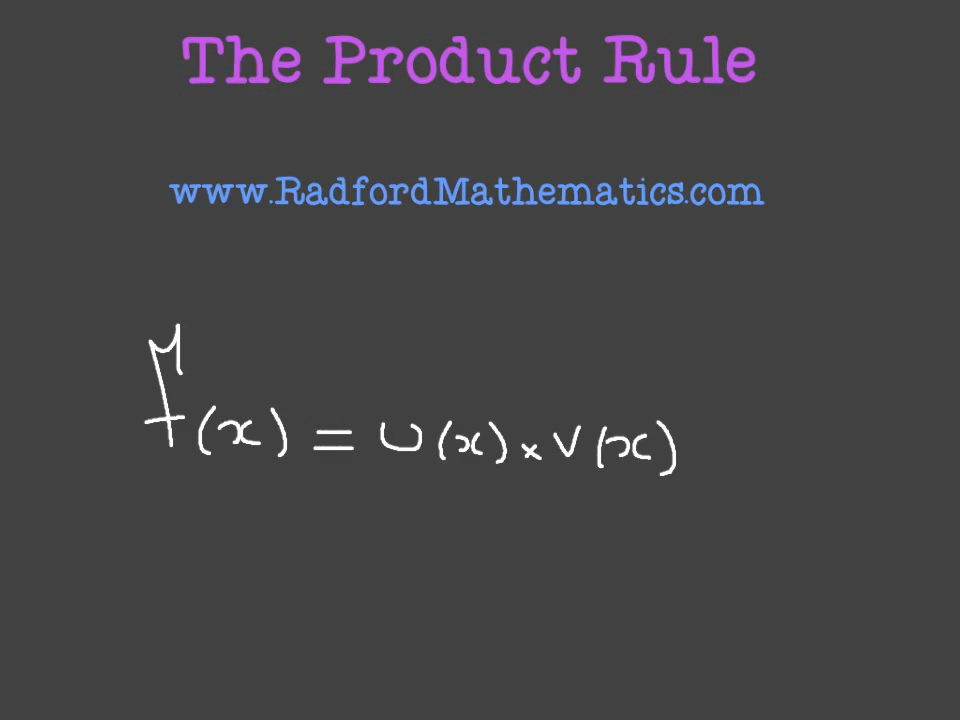 The Product Rule
www.RadfordMathematics.com
f(x) = U(x) × V(x)